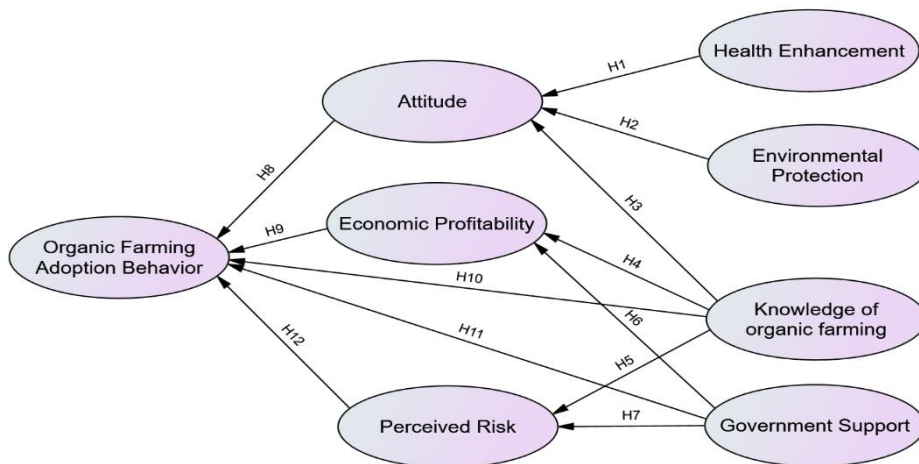 Health Enhancement
H1
Attitude
H2
Environmental
Protection
H8
H3
Economic Profitability
H9
Organic Farming
Adoption Behavior
H4
H10
Knowledge of
organic farming
H6
H11
H12
H5
Perceived Risk
H7
Government Support